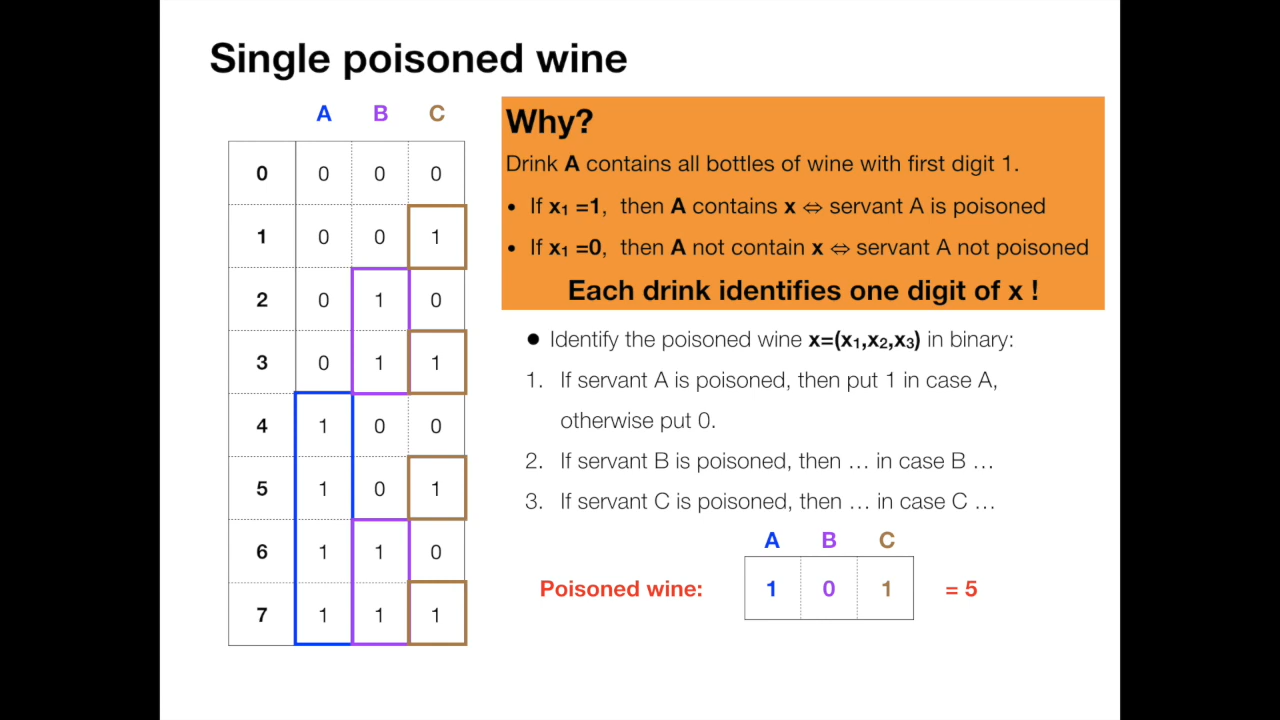 Single poisoned wine
A B C
0 0 0 0
1 0 0 1
2 0 1 0
3 0 1 1
4 1 0 0
5 1 0 1
6 1 1 0
7 1 1 1
Why?
Drink A contains all bottles of wine with first digit 1.
• If x₁ =1, then A contains x ⇔ servant A is poisoned
• If x₁ =0, then A not contain x ⇔ servant A not poisoned
Each drink identifies one digit of x !
● Identify the poisoned wine x=(x₁,x₂,x₃) in binary:
1. If servant A is poisoned, then put 1 in case A,
otherwise put 0.
2. If servant B is poisoned, then … in case B …
3. If servant C is poisoned, then … in case C …
A B C
Poisoned wine: 1 0 1 = 5